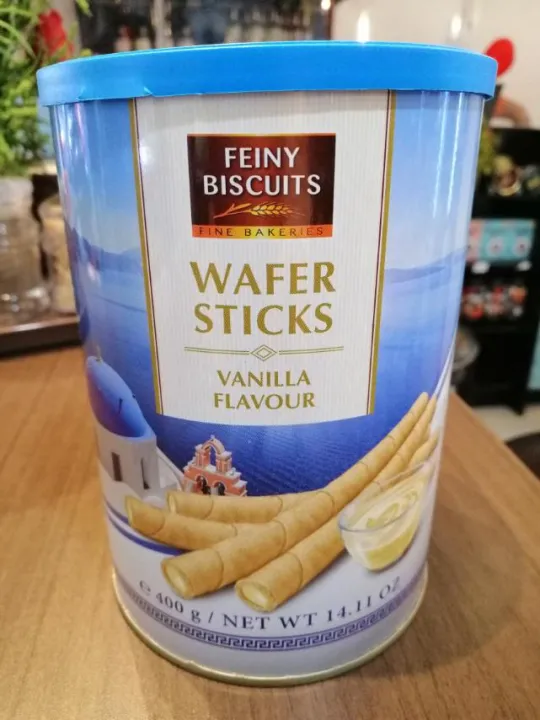 FEINY
BISCUITS
FINE BAKERIES
WAFER
STICKS
VANILLA
FLAVOUR
℮ 400 g / NET WT 14.11 OZ